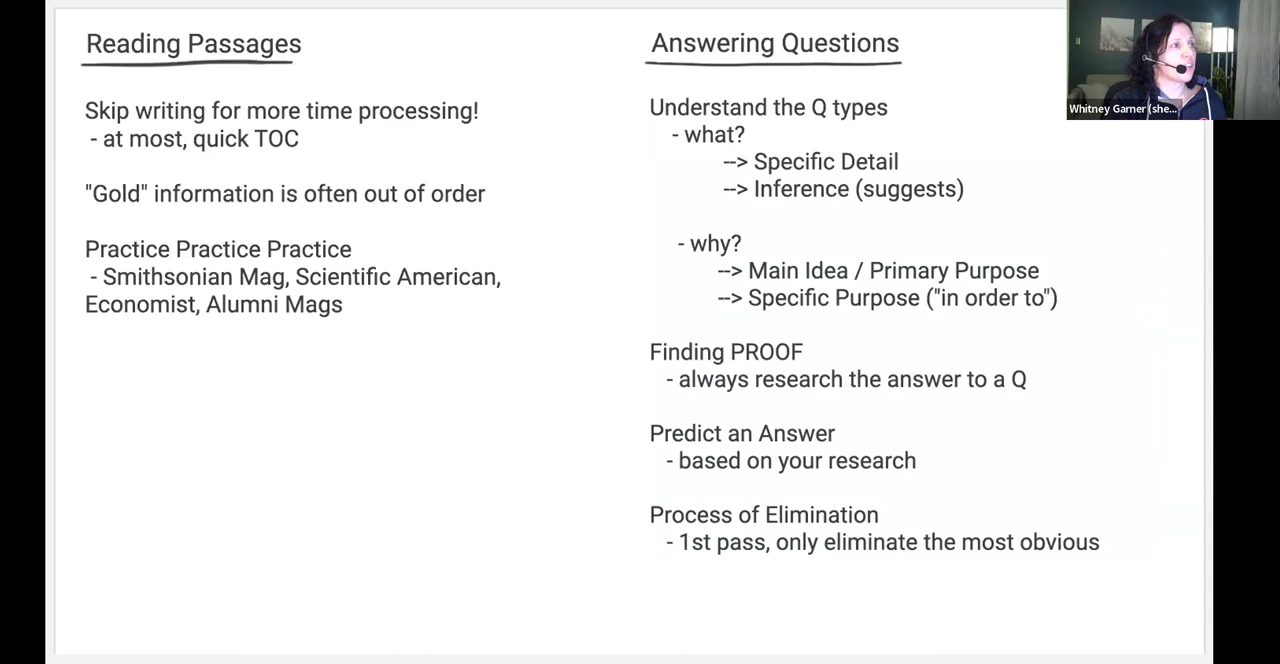 Reading Passages
Skip writing for more time processing!
- at most, quick TOC
"Gold" information is often out of order
Practice Practice Practice
- Smithsonian Mag, Scientific American,
Economist, Alumni Mags
Answering Questions
Understand the Q types
- what?
--> Specific Detail
--> Inference (suggests)
- why?
--> Main Idea / Primary Purpose
--> Specific Purpose ("in order to")
Finding PROOF
- always research the answer to a Q
Predict an Answer
- based on your research
Process of Elimination
- 1st pass, only eliminate the most obvious
Whitney Garner (she...